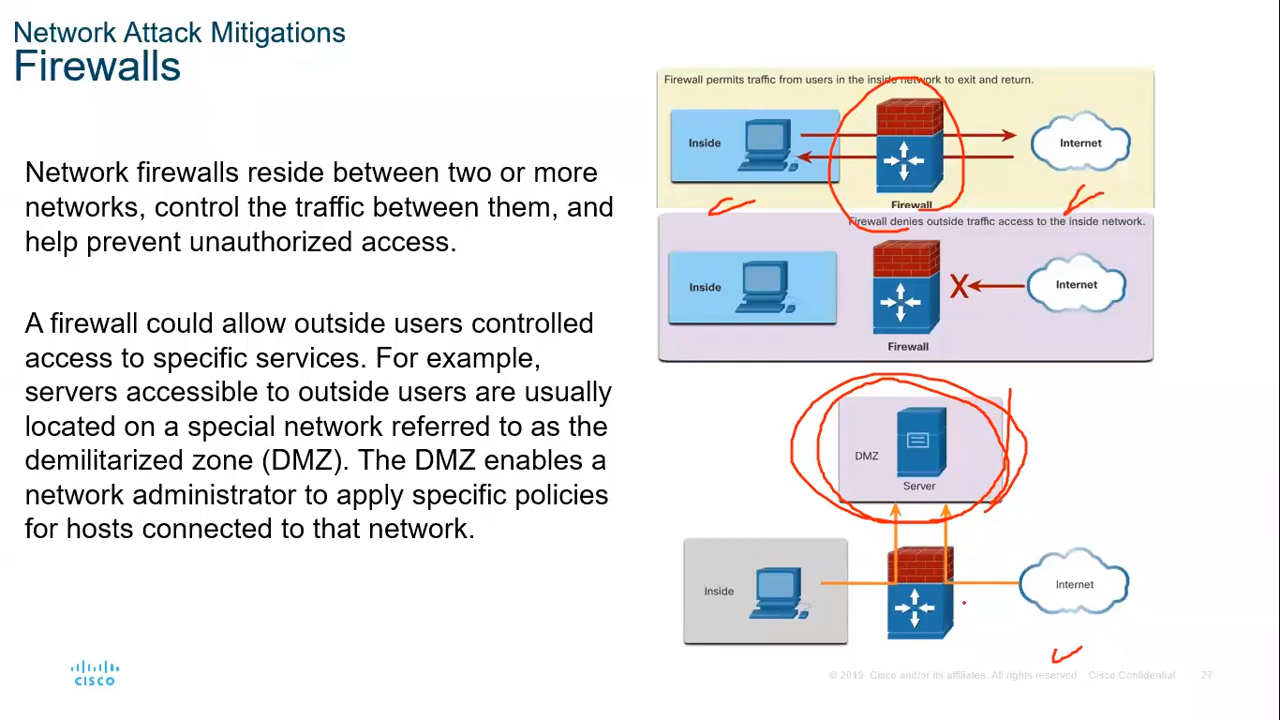 Network Attack Mitigations
Firewalls
Network firewalls reside between two or more
networks, control the traffic between them, and
help prevent unauthorized access.
A firewall could allow outside users controlled
access to specific services. For example,
servers accessible to outside users are usually
located on a special network referred to as the
demilitarized zone (DMZ). The DMZ enables a
network administrator to apply specific policies
for hosts connected to that network.
Firewall permits traffic from users in the inside network to exit and return.
Inside
Internet
Firewall
Firewall denies outside traffic access to the inside network.
Inside
X
Internet
Firewall
DMZ
Server
Inside
Internet
CISCO
© 2019 Cisco and/or its affiliates. All rights reserved. Cisco Confidential
27